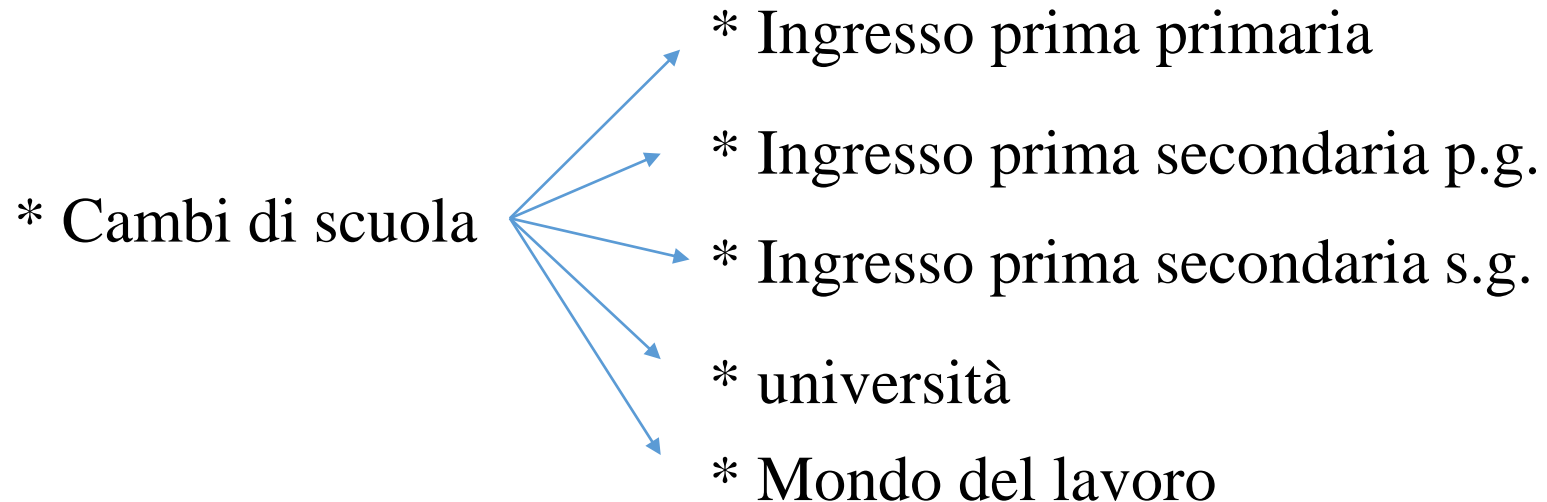 * Ingresso prima primaria
* Ingresso prima secondaria p.g.
* Cambi di scuola
* Ingresso prima secondaria s.g.
* università
* Mondo del lavoro